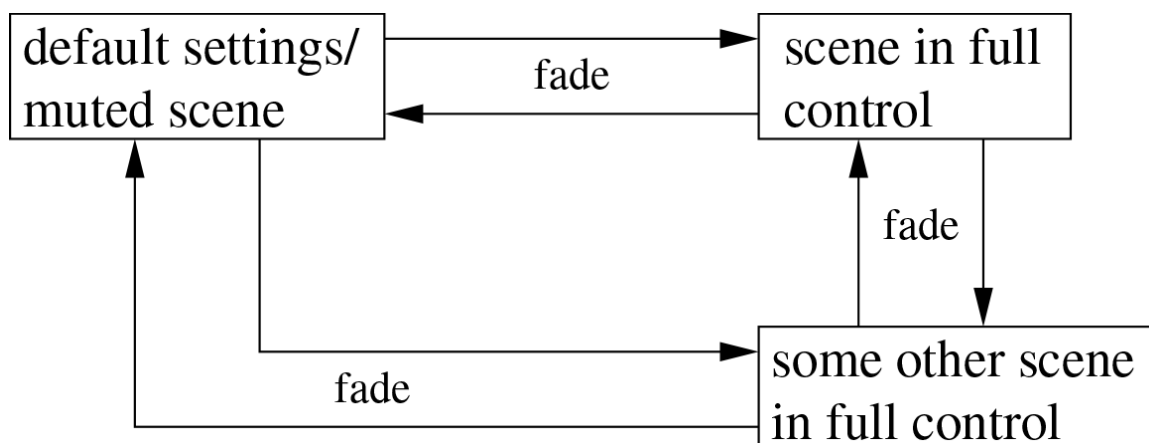 default settings/
muted scene
fade
scene in full
control
fade
fade
some other scene
in full control